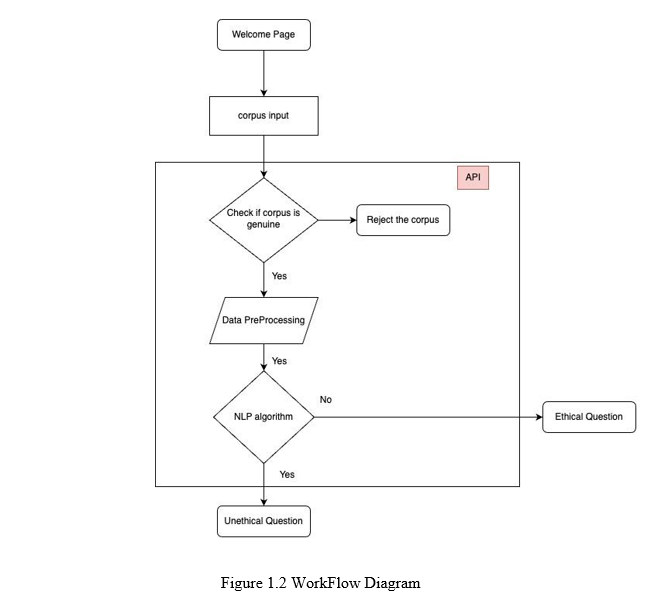 Welcome Page
corpus input
API
Check if corpus is
genuine
Reject the corpus
Yes
Data PreProcessing
Yes
No
NLP algorithm
Ethical Question
Yes
Unethical Question
Figure 1.2 WorkFlow Diagram